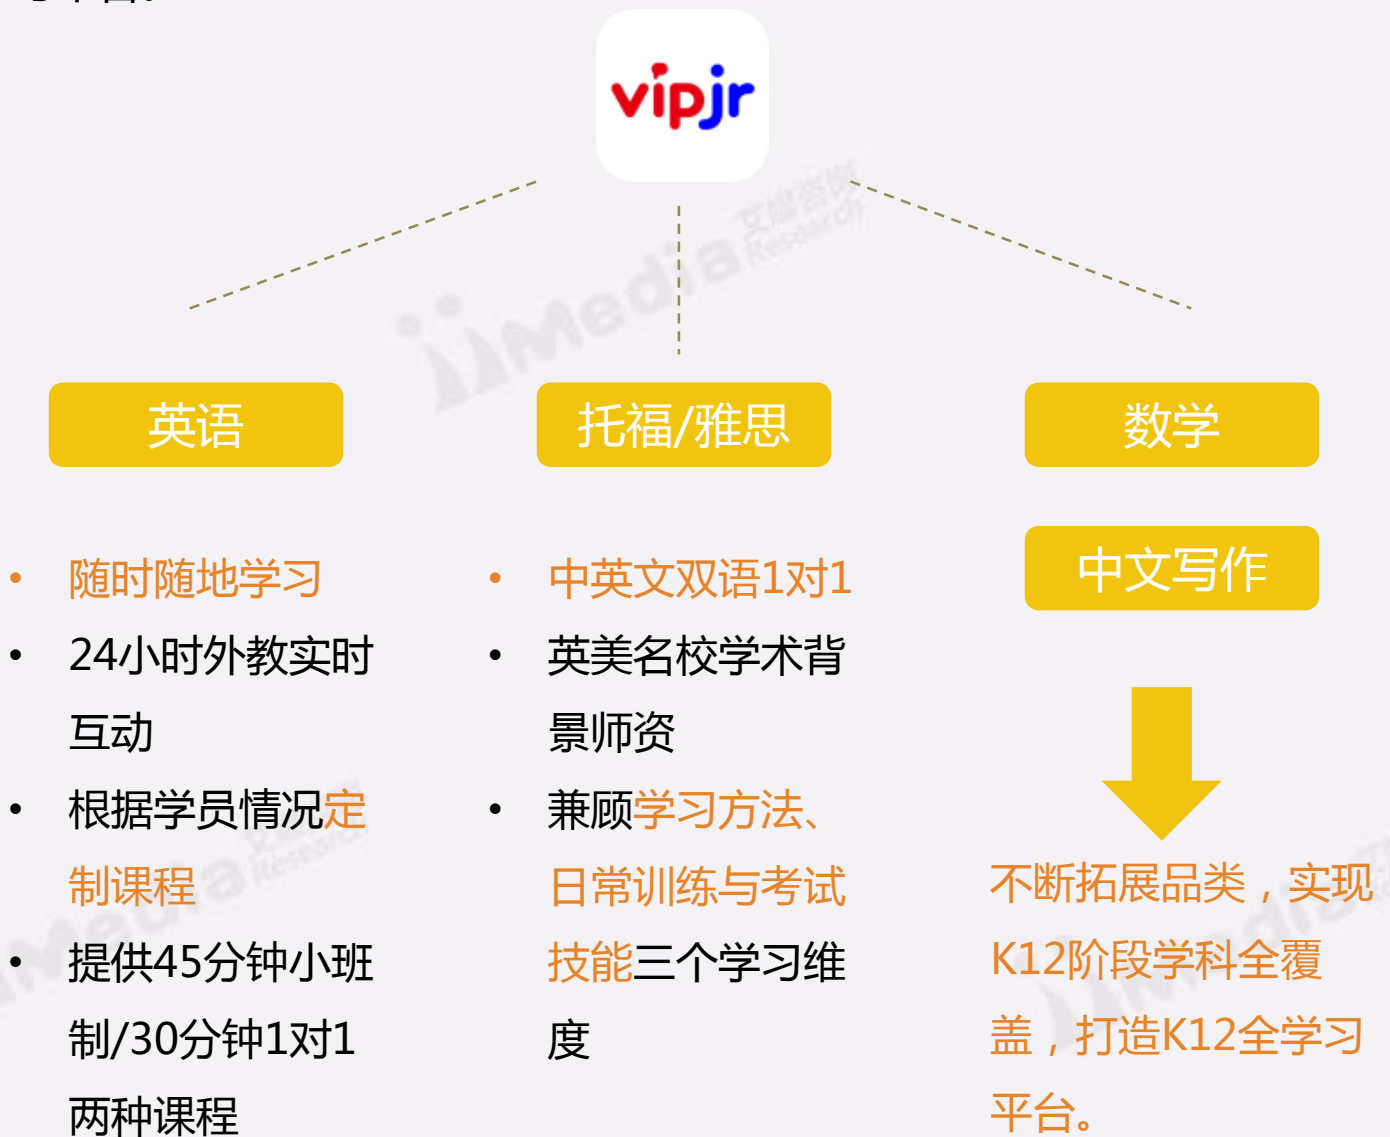 vipjr
英语
托福/雅思
数学
中文写作
• 随时随地学习
• 24小时外教实时
互动
• 根据学员情况定
制课程
• 提供45分钟小班
制/30分钟1对1
两种课程
• 中英文双语1对1
• 英美名校学术背
景师资
• 兼顾学习方法、
日常训练与考试
技能三个学习维
度
不断拓展品类，实现
K12阶段学科全覆
盖，打造K12全学习
平台。
iiMedia Research
艾媒咨询